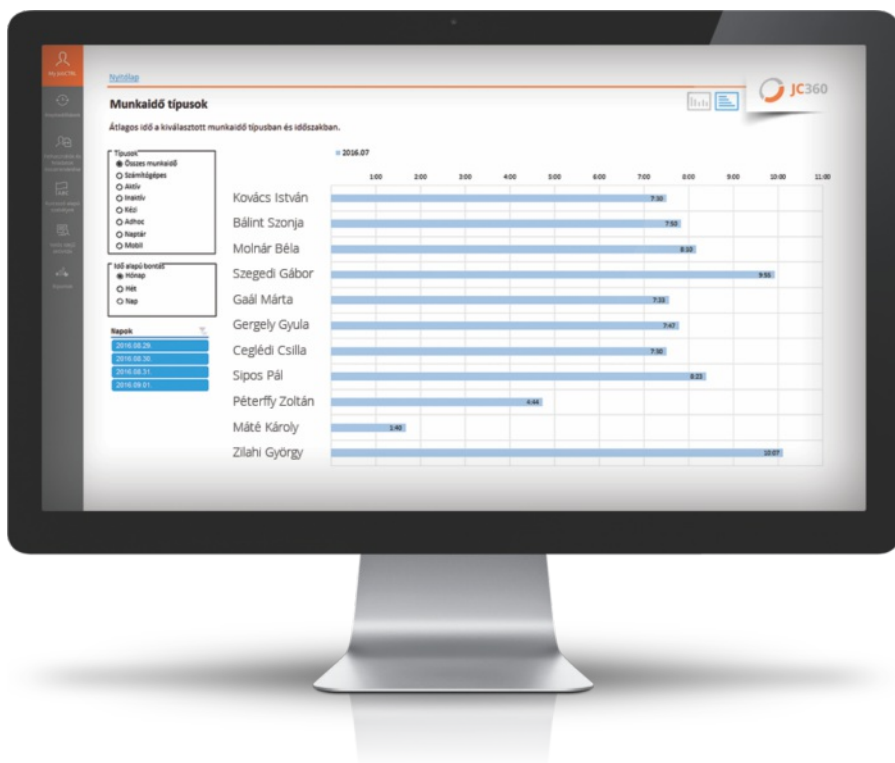 My JobCTRL
Nyitólap
JC360
Munkaidő típusok
Átlagos idő a kiválasztott munkaidő típusban és időszakban.
Típusok
Összes munkaidő
Számítógépes
Aktív
Inaktív
Kézi
Adhoc
Naptár
Mobil
Idő alapú bontás
Hónap
Hét
Nap
Napok
2016.08.29.
2016.08.30.
2016.08.31.
2016.09.01.
2016.07
1:00 2:00 3:00 4:00 5:00 6:00 7:00 8:00 9:00 10:00 11:00
Kovács István 7:30
Bálint Szonja 7:50
Molnár Béla 8:10
Szegedi Gábor 9:55
Gaál Márta 7:33
Gergely Gyula 7:47
Ceglédi Csilla 7:30
Sipos Pál 8:23
Péterffy Zoltán 4:44
Máté Károly 1:40
Zilahi György 10:07